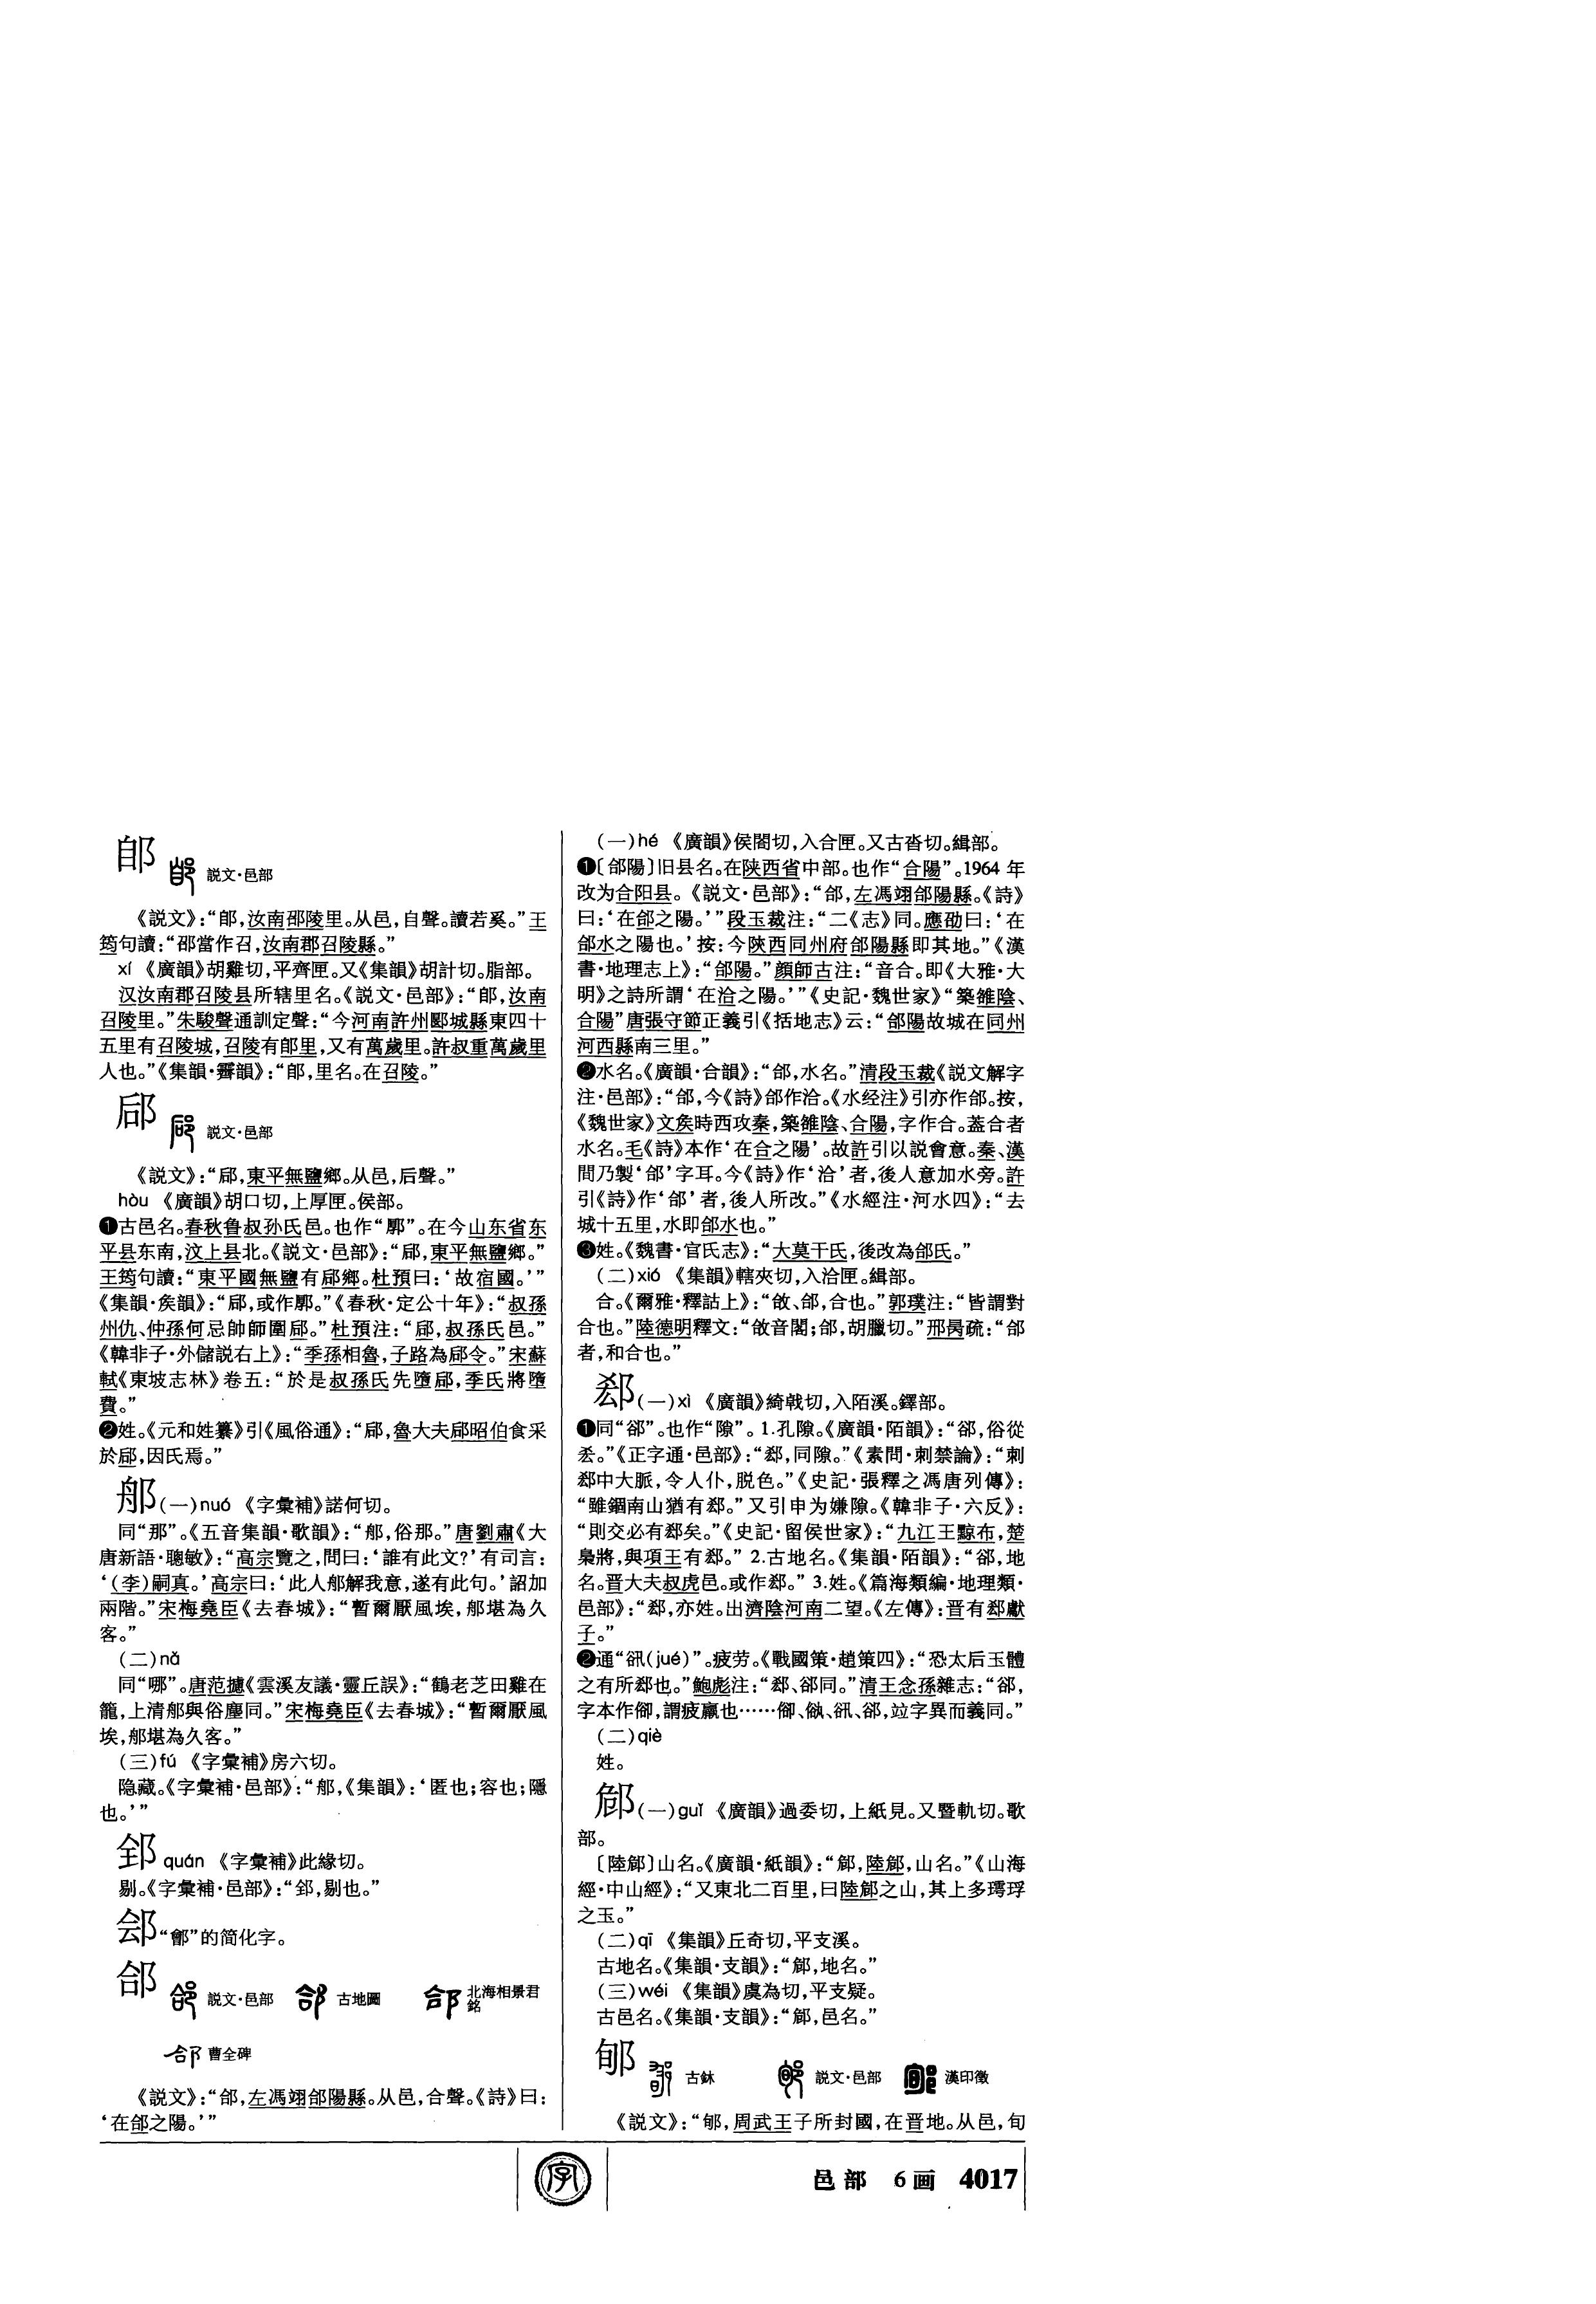 郋 説文·邑部
《説文》：“郋，汝南邵陵里。从邑，自聲。讀若奚。”王
筠句讀：“邵當作召，汝南郡召陵縣。”
xí 《廣韻》胡雞切，平齊匣。又《集韻》胡計切。脂部。
汉汝南郡召陵县所辖里名。《説文·邑部》：“郋，汝南
召陵里。”朱駿聲通訓定聲：“今河南許州郾城縣東四十
五里有召陵城，召陵有郋里，又有萬歲里。許叔重萬歲里
人也。”《集韻·霽韻》：“郋，里名。在召陵。”
郈 説文·邑部
《説文》：“郈，東平無鹽鄉。从邑，后聲。”
hòu 《廣韻》胡口切，上厚匣。侯部。
❶古邑名。春秋鲁叔孙氏邑。也作“郭”。在今山东省东
平县东南，汶上县北。《説文·邑部》：“郈，東平無鹽鄉。”
王筠句讀：“東平國無鹽有郈鄉。杜預曰：‘故宿國。’”
《集韻·矦韻》：“郈，或作郭。”《春秋·定公十年》：“叔孫
州仇、仲孫何忌帥師圍郈。”杜預注：“郈，叔孫氏邑。”
《韓非子·外儲説右上》：“季孫相魯，子路為郈令。”宋蘇
軾《東坡志林》卷五：“於是叔孫氏先墮郈，季氏將墮
費。”
❷姓。《元和姓纂》引《風俗通》：“郈，魯大夫郈昭伯食采
於郈，因氏焉。”
郍(一)nuó 《字彙補》諾何切。
同“那”。《五音集韻·歌韻》：“郍，俗那。”唐劉肅《大
唐新語·聰敏》：“高宗覽之，問曰：‘誰有此文？’有司言：
‘(李)嗣真。’高宗曰：‘此人郍解我意，遂有此句。’詔加
兩階。”宋梅堯臣《去春城》：“暫爾厭風埃，郍堪為久
客。”
(二)nǎ
同“哪”。唐范攄《雲溪友議·靈丘誤》：“鶴老芝田雞在
籠，上清郍與俗塵同。”宋梅堯臣《去春城》：“暫爾厭風
埃，郍堪為久客。”
(三)fú 《字彙補》房六切。
隐藏。《字彙補·邑部》：“郍，《集韻》：‘匿也；容也；隱
也。’”
𨛗 quán 《字彙補》此緣切。
剔。《字彙補·邑部》：“𨛗，剔也。”
郐“鄶”的简化字。
郃 説文·邑部 古地圖 北海相景君
銘
曹全碑
《説文》：“郃，左馮翊郃陽縣。从邑，合聲。《詩》曰：
‘在郃之陽。’”
(一)hé 《廣韻》侯閤切，入合匣。又古沓切。緝部。
❶〔郃陽〕旧县名。在陕西省中部。也作“合陽”。1964年
改为合阳县。《説文·邑部》：“郃，左馮翊郃陽縣。《詩》
曰：‘在郃之陽。’”段玉裁注：“二《志》同。應劭曰：‘在
郃水之陽也。’按：今陝西同州府郃陽縣即其地。”《漢
書·地理志上》：“郃陽。”顔師古注：“音合。即《大雅·大
明》之詩所謂‘在洽之陽。’”《史記·魏世家》“築雒陰、
合陽”唐張守節正義引《括地志》云：“郃陽故城在同州
河西縣南三里。”
❷水名。《廣韻·合韻》：“郃，水名。”清段玉裁《説文解字
注·邑部》：“郃，今《詩》郃作洽。《水经注》引亦作郃。按，
《魏世家》文矦時西攻秦，築雒陰、合陽，字作合。蓋合者
水名。毛《詩》本作‘在合之陽’。故許引以説會意。秦、漢
間乃製‘郃’字耳。今《詩》作‘洽’者，後人意加水旁。許
引《詩》作‘郃’者，後人所改。”《水經注·河水四》：“去
城十五里，水即郃水也。”
❸姓。《魏書·官氏志》：“大莫干氏，後改為郃氏。”
(二)xió 《集韻》轄夾切，入洽匣。緝部。
合。《爾雅·釋詁上》：“敆、郃，合也。”郭璞注：“皆謂對
合也。”陸德明釋文：“敆音閤；郃，胡臘切。”邢昺疏：“郃
者，和合也。”
郄(一)xì 《廣韻》綺戟切，入陌溪。鐸部。
❶同“郤”。也作“隙”。1.孔隙。《廣韻·陌韻》：“郤，俗從
厺。”《正字通·邑部》：“郄，同隙。”《素問·刺禁論》：“刺
郄中大脈，令人仆，脱色。”《史記·張釋之馮唐列傳》：
“雖錮南山猶有郄。”又引申为嫌隙。《韓非子·六反》：
“則交必有郄矣。”《史記·留侯世家》：“九江王黥布，楚
梟將，與項王有郄。”2.古地名。《集韻·陌韻》：“郤，地
名。晋大夫叔虎邑。或作郄。”3.姓。《篇海類編·地理類·
邑部》：“郄，亦姓。出濟陰河南二望。《左傳》：晋有郄獻
子。”
❷通“㕁(jué)”。疲劳。《戰國策·趙策四》：“恐太后玉體
之有所郄也。”鮑彪注：“郄、郤同。”清王念孫雜志：“郤，
字本作㑢，謂疲羸也……㑢、㕁、郤，竝字異而義同。”
(二)qiè
姓。
郈(一)guǐ 《廣韻》過委切，上紙見。又暨軌切。歌
部。
〔陸郈〕山名。《廣韻·紙韻》：“郈，陸郈，山名。”《山海
經·中山經》：“又東北二百里，曰陸郈之山，其上多㻬琈
之玉。”
(二)qī 《集韻》丘奇切，平支溪。
古地名。《集韻·支韻》：“郈，地名。”
(三)wéi 《集韻》虞為切，平支疑。
古邑名。《集韻·支韻》：“郈，邑名。”
郇 古鉥 説文·邑部 漢印徵
《説文》：“郇，周武王子所封國，在晋地。从邑，旬
字
邑部 6画 4017